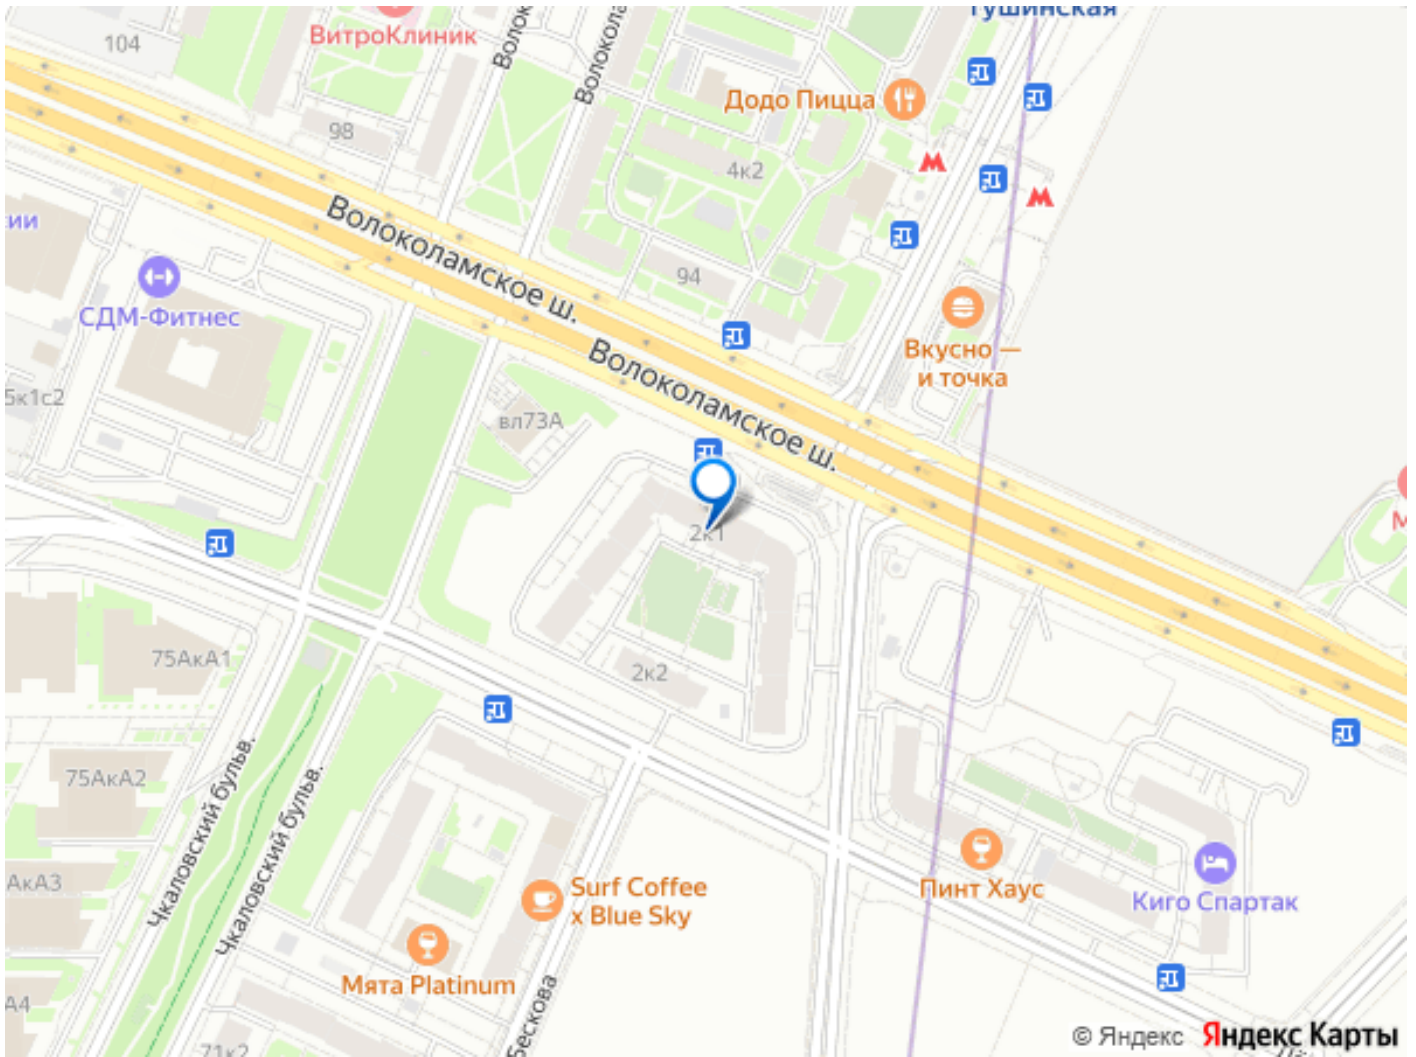 Тушинская
104
ВитроКлиник
Волок
Волокола
Додо Пицца
98
4к2
сии
Волоколамское ш.
94
СДМ-Фитнес
Вкусно —
и точка
Волоколамское ш.
5к1с2
вл73А
2к1
75АкА1
2к2
75АкА2
Чкаловский бульв.
Чкаловский бульв.
АкА3
Surf Coffee
x Blue Sky
Пинт Хаус
Киго Спартак
Мята Platinum
А4
Бескова
71к2
© Яндекс Яндекс Карты